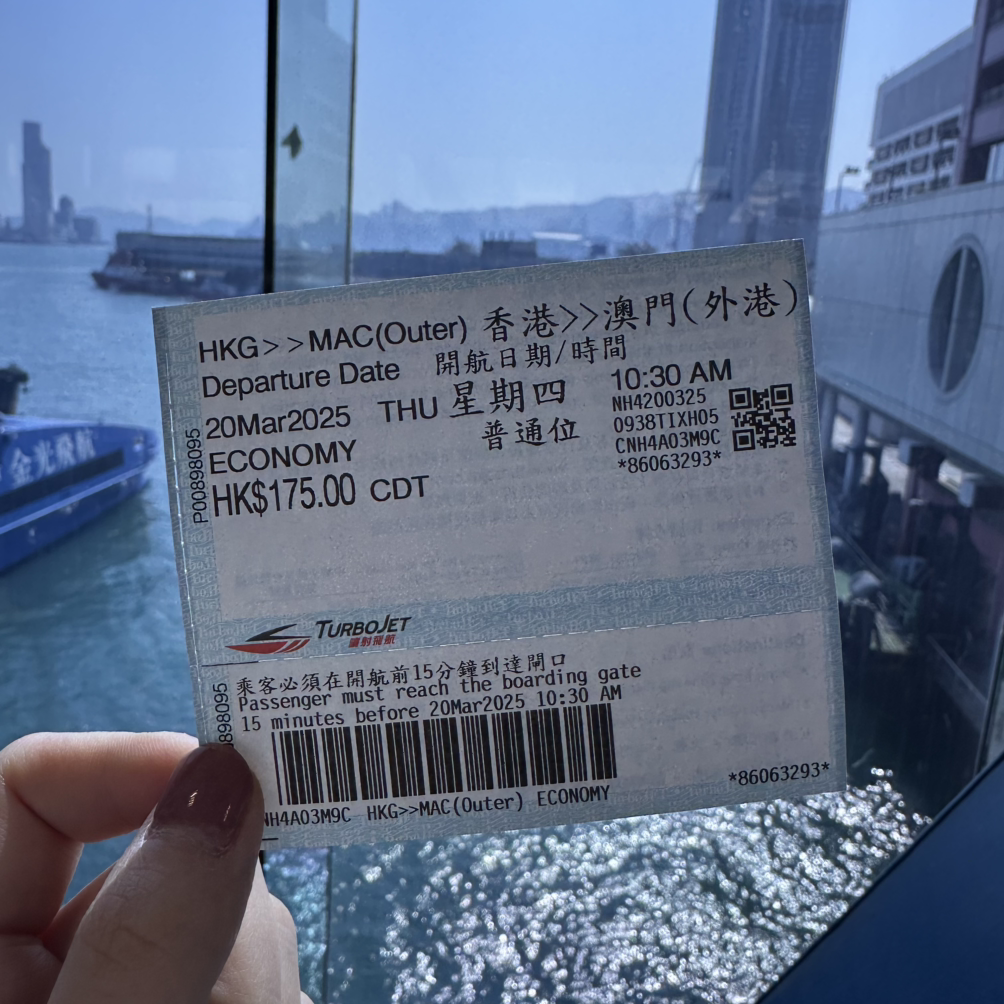 HKG>>MAC(Outer) 香港>>澳門(外港)
Departure Date 開航日期/時間
20Mar2025 THU 星期四 10:30 AM
ECONOMY 普通位
HK$175.00 CDT
NH4200325
0938TIXH05
CNH4A03M9C
*86063293*
P00898095
TURBOJET
噴射飛航
乘客必須在開航前15分鐘到達閘口
Passenger must reach the boarding gate
15 minutes before 20Mar2025 10:30 AM
898095
NH4A03M9C HKG>>MAC(Outer) ECONOMY
*86063293*
金光飛航